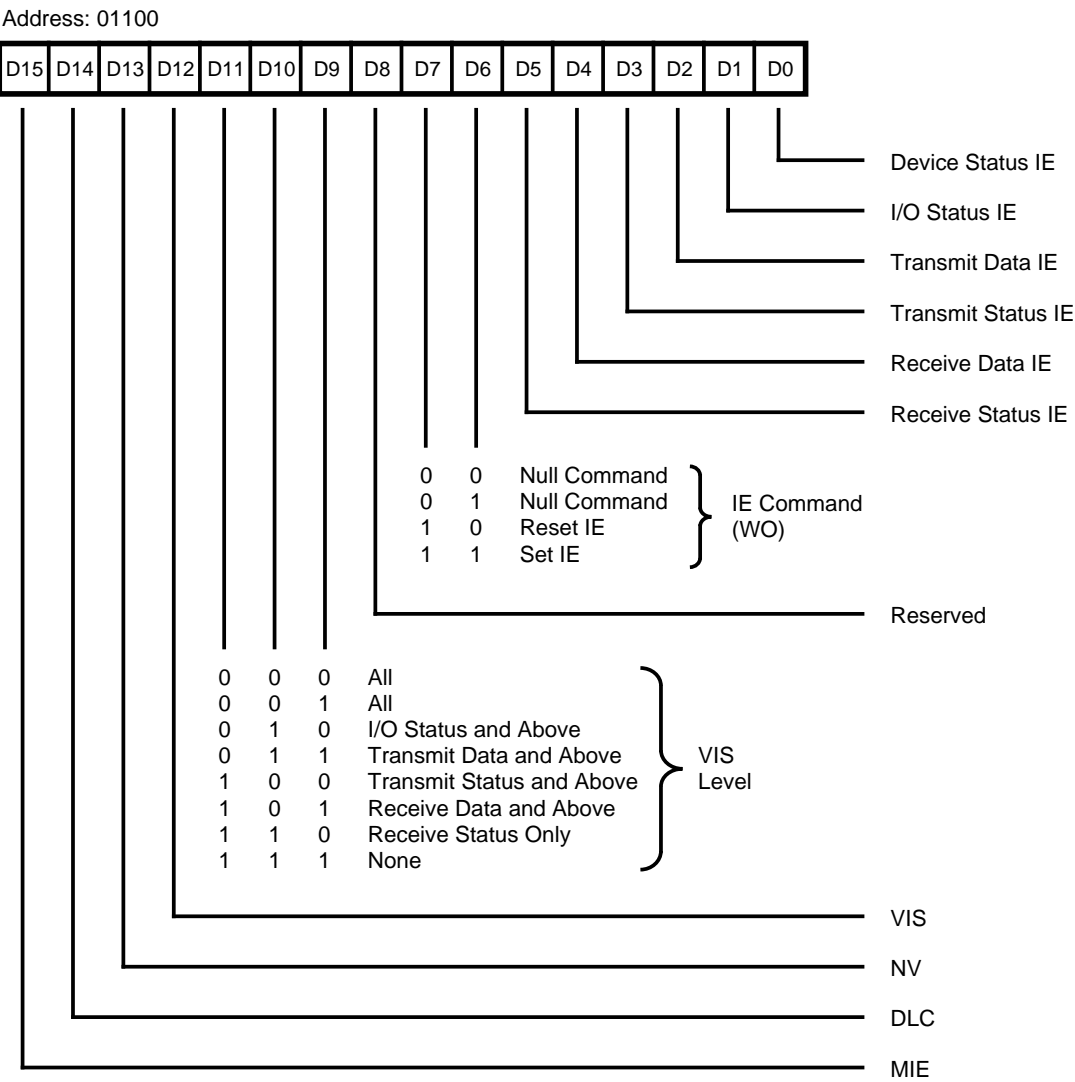 Address: 01100
D15 D14 D13 D12 D11 D10 D9 D8 D7 D6 D5 D4 D3 D2 D1 D0
Device Status IE
I/O Status IE
Transmit Data IE
Transmit Status IE
Receive Data IE
Receive Status IE
0 0 Null Command
0 1 Null Command
1 0 Reset IE
1 1 Set IE
IE Command
(WO)
Reserved
0 0 0 All
0 0 1 All
0 1 0 I/O Status and Above
0 1 1 Transmit Data and Above
1 0 0 Transmit Status and Above
1 0 1 Receive Data and Above
1 1 0 Receive Status Only
1 1 1 None
VIS
Level
VIS
NV
DLC
MIE